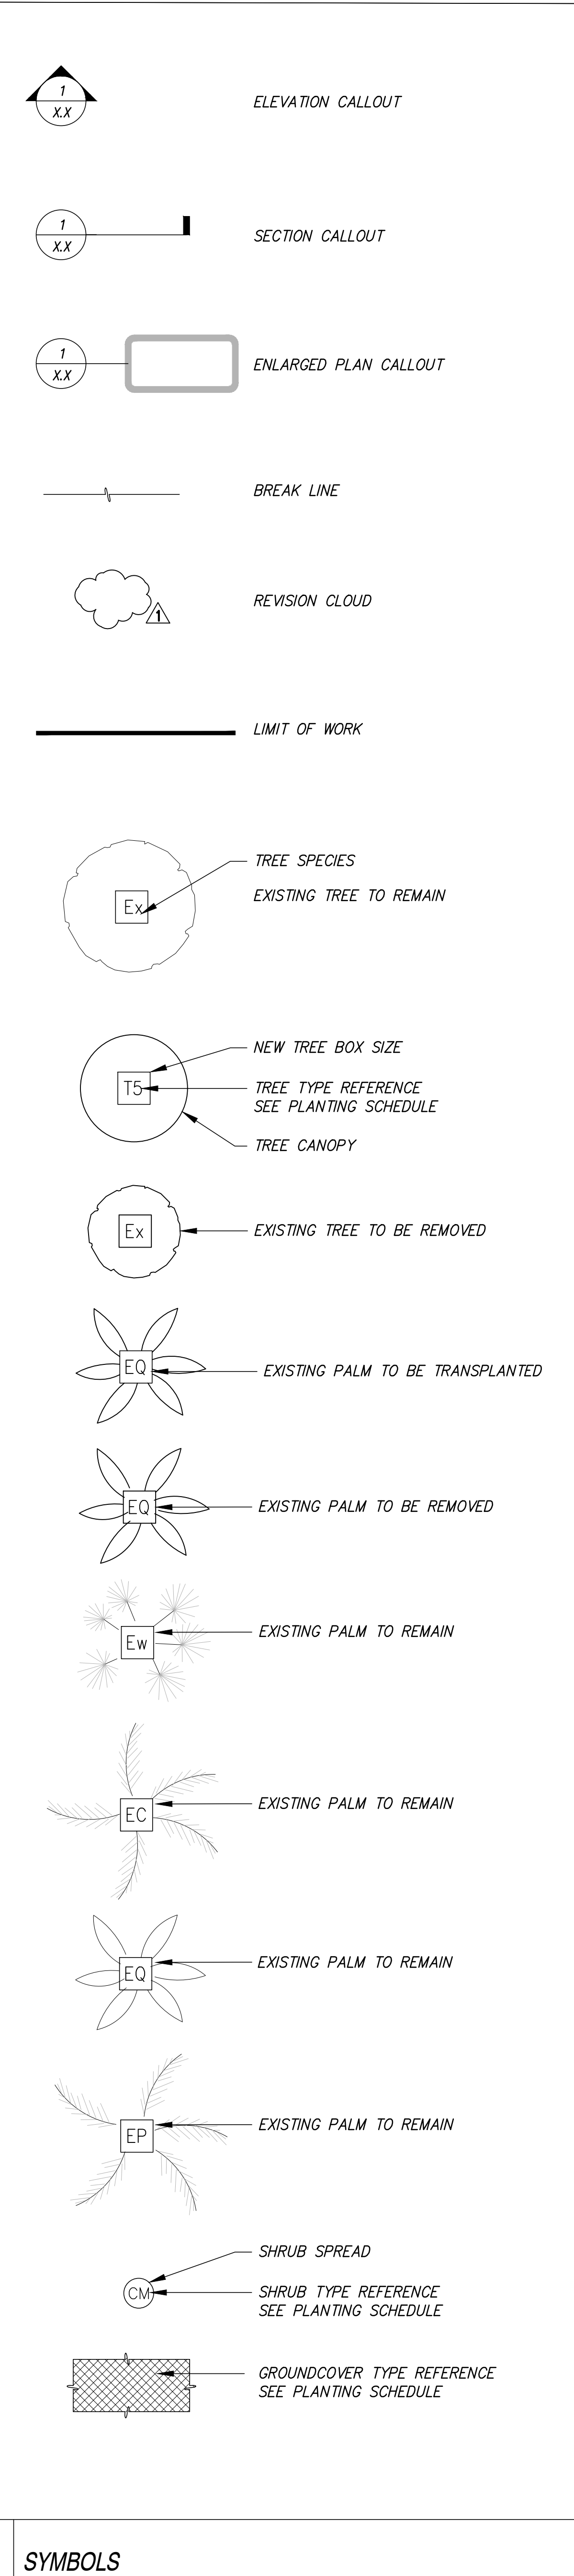 1
X.X
ELEVATION CALLOUT
1
X.X
SECTION CALLOUT
1
X.X
ENLARGED PLAN CALLOUT
BREAK LINE
REVISION CLOUD
1
LIMIT OF WORK
TREE SPECIES
EXISTING TREE TO REMAIN
Ex
NEW TREE BOX SIZE
T5
TREE TYPE REFERENCE
SEE PLANTING SCHEDULE
TREE CANOPY
Ex
EXISTING TREE TO BE REMOVED
EQ
EXISTING PALM TO BE TRANSPLANTED
EQ
EXISTING PALM TO BE REMOVED
Ew
EXISTING PALM TO REMAIN
EC
EXISTING PALM TO REMAIN
EQ
EXISTING PALM TO REMAIN
EP
EXISTING PALM TO REMAIN
SHRUB SPREAD
CM
SHRUB TYPE REFERENCE
SEE PLANTING SCHEDULE
GROUNDCOVER TYPE REFERENCE
SEE PLANTING SCHEDULE
SYMBOLS